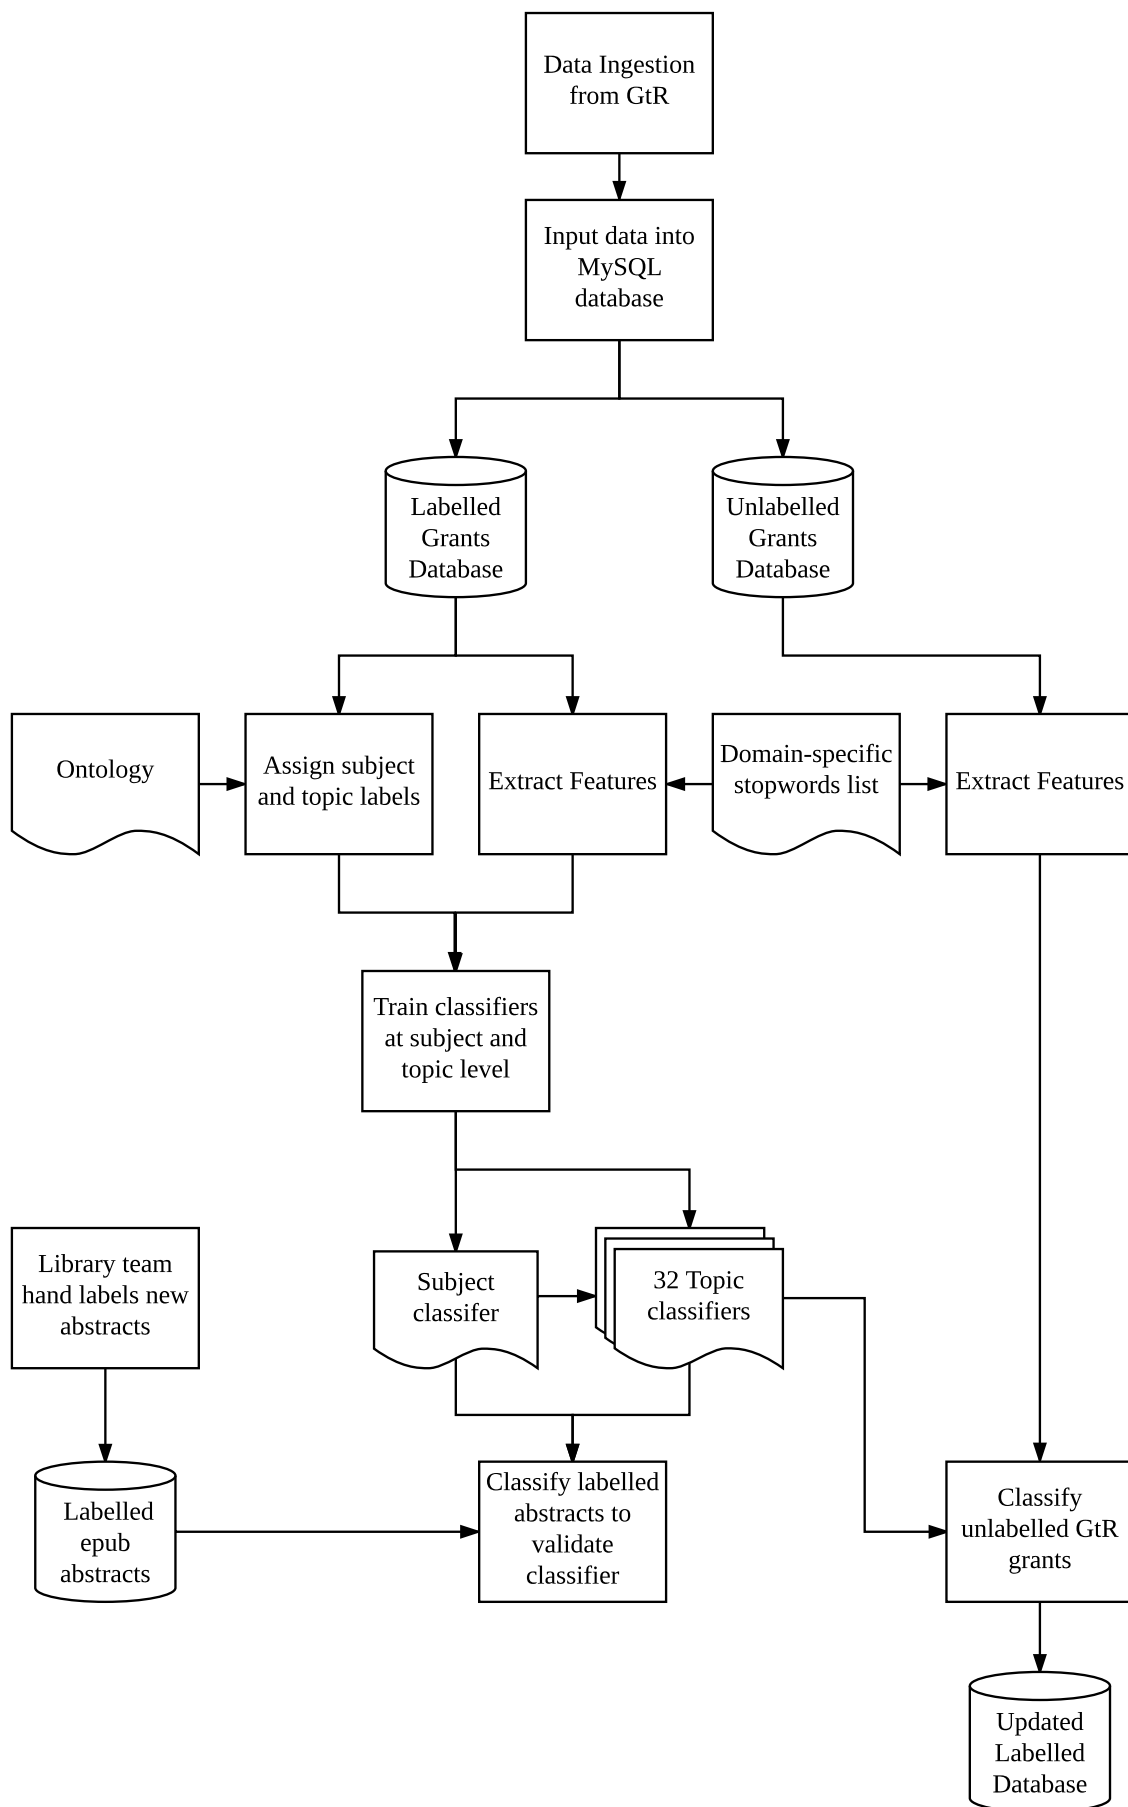 Data Ingestion
from GtR
Input data into
MySQL
database
Labelled
Grants
Database
Unlabelled
Grants
Database
Ontology
Assign subject
and topic labels
Extract Features
Domain-specific
stopwords list
Extract Features
Train classifiers
at subject and
topic level
Library team
hand labels new
abstracts
Subject
classifer
32 Topic
classifiers
Labelled
epub
abstracts
Classify labelled
abstracts to
validate
classifier
Classify
unlabelled GtR
grants
Updated
Labelled
Database